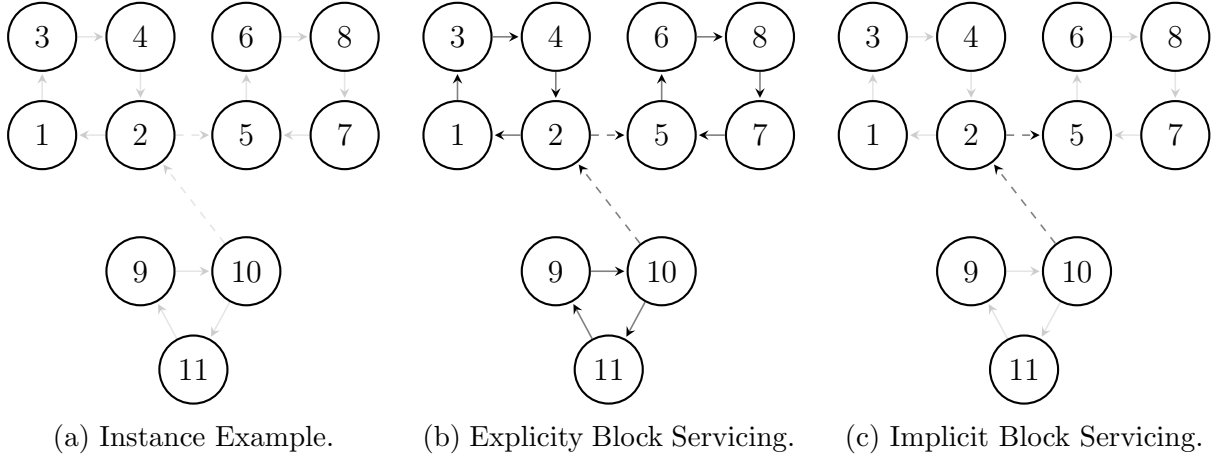 3 4 6 8 3 4 6 8 3 4 6 8
1 2 5 7 1 2 5 7 1 2 5 7
9 10 9 10 9 10
11 11 11
(a) Instance Example. (b) Explicity Block Servicing. (c) Implicit Block Servicing.